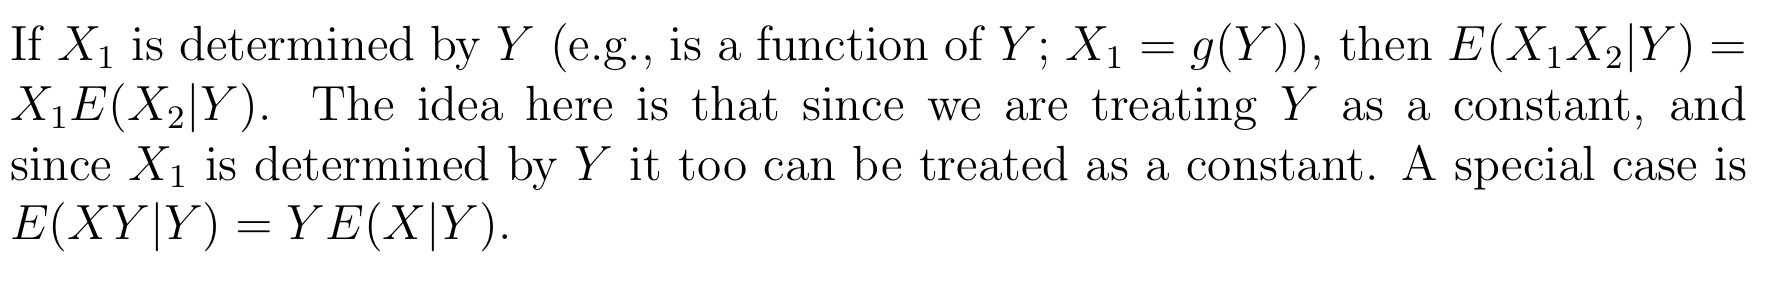 If X₁ is determined by Y (e.g., is a function of Y; X₁ = g(Y)), then E(X₁X₂|Y) =
X₁E(X₂|Y). The idea here is that since we are treating Y as a constant, and
since X₁ is determined by Y it too can be treated as a constant. A special case is
E(XY|Y) = YE(X|Y).